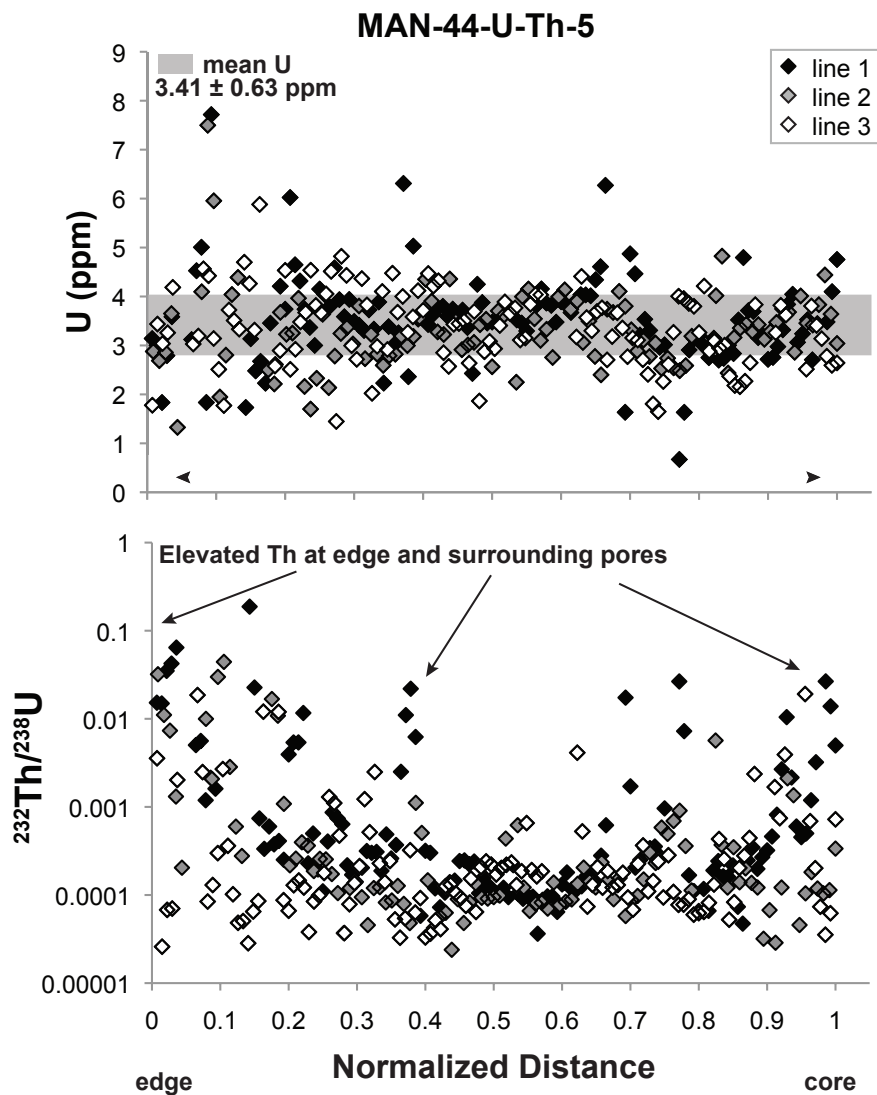 MAN-44-U-Th-5
9
8
7
6
5
4
3
2
1
0
U (ppm)
mean U
3.41 ± 0.63 ppm
line 1
line 2
line 3
1
0.1
0.01
0.001
0.0001
0.00001
²³²Th/²³⁸U
Elevated Th at edge and surrounding pores
0 0.1 0.2 0.3 0.4 0.5 0.6 0.7 0.8 0.9 1
Normalized Distance
edge
core